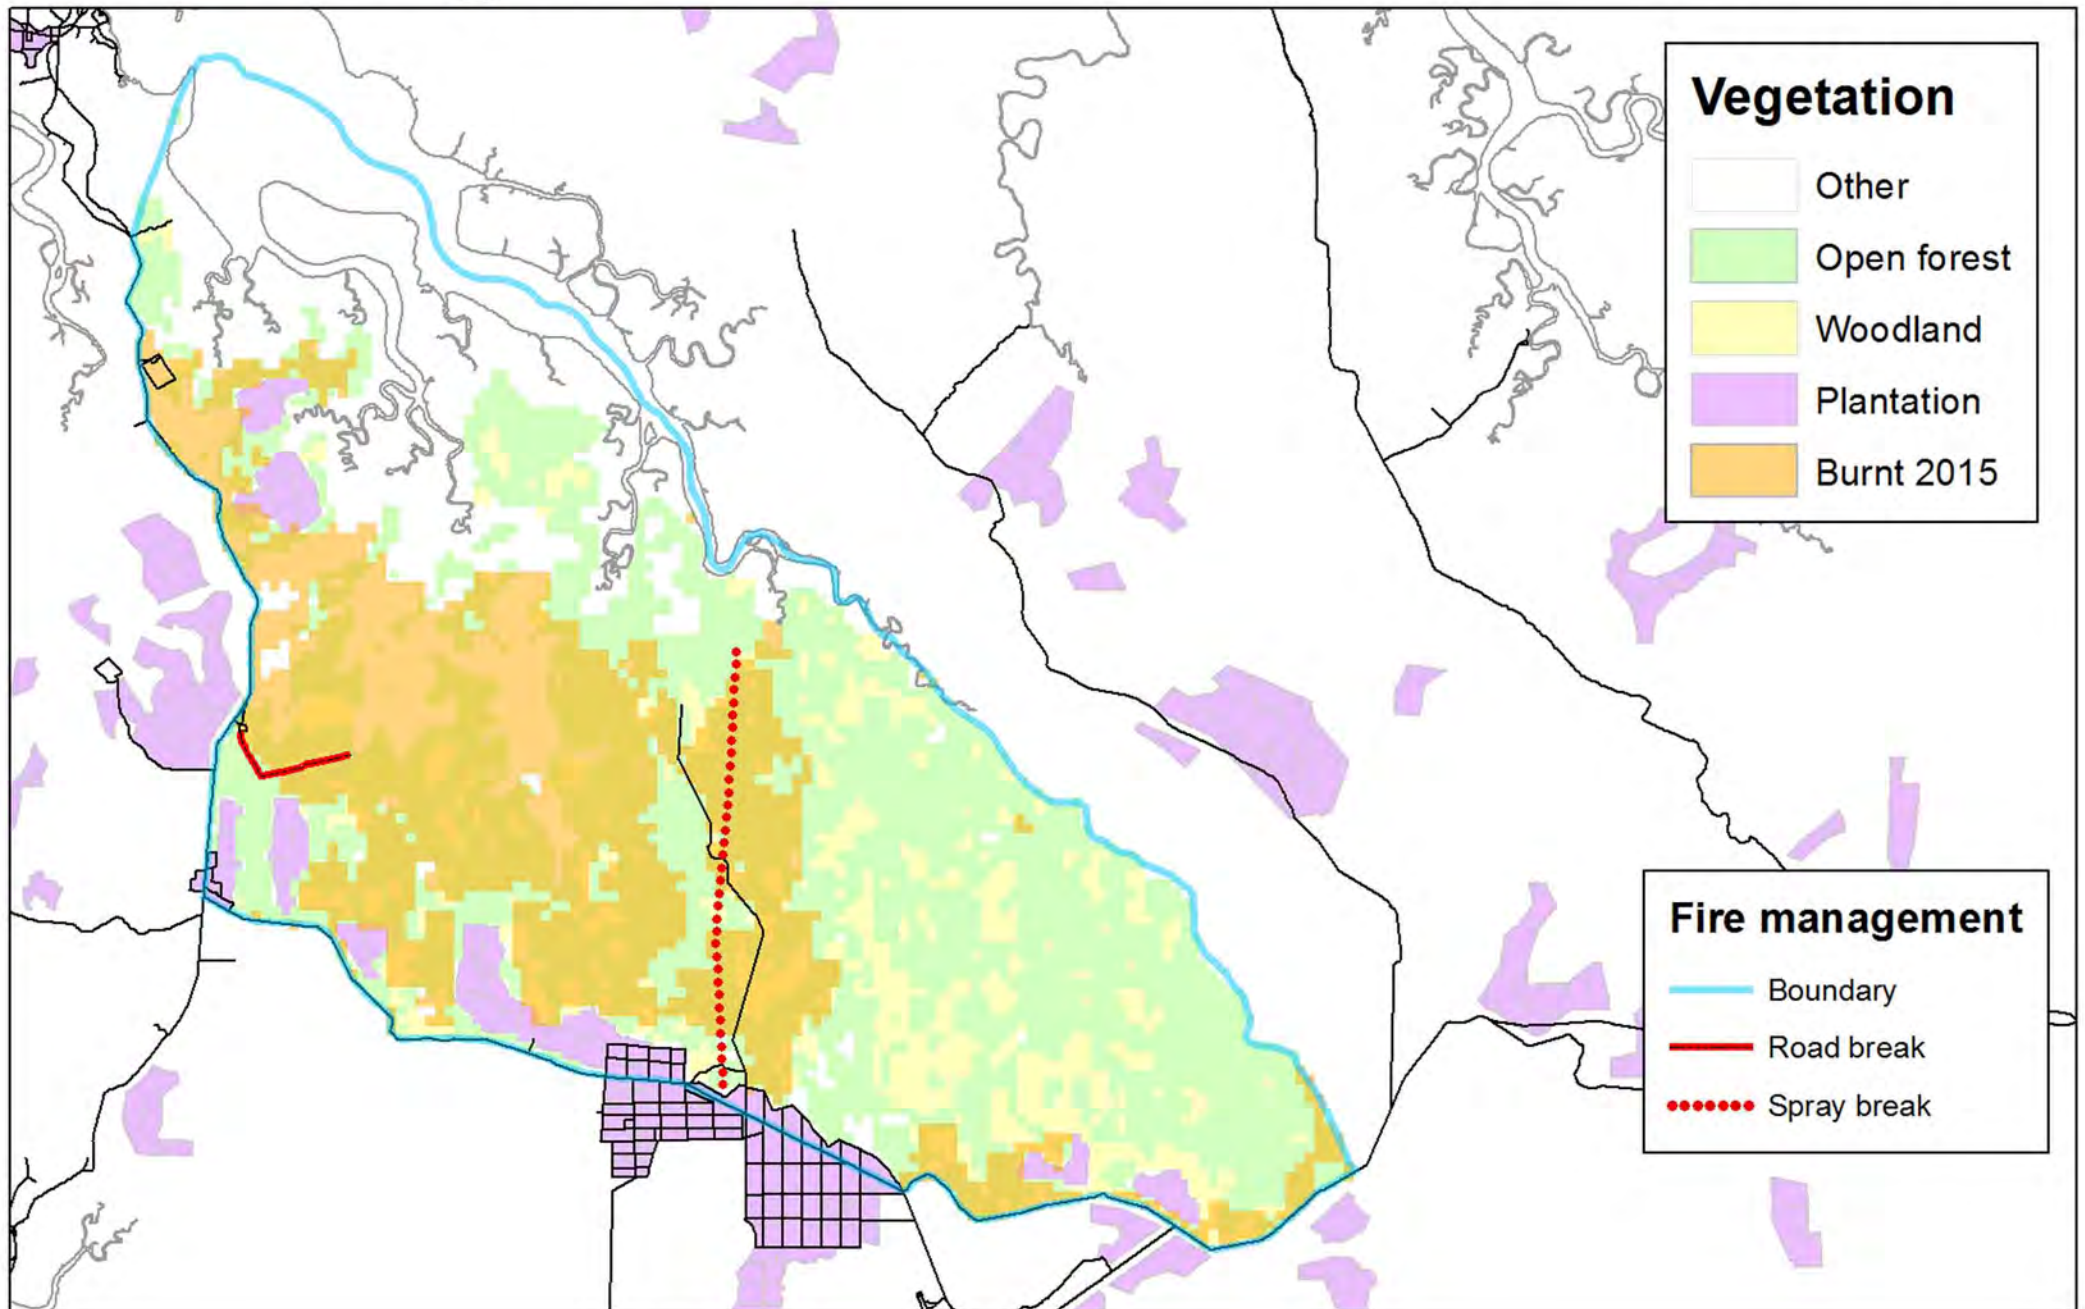 Vegetation
Other
Open forest
Woodland
Plantation
Burnt 2015
Fire management
Boundary
Road break
Spray break